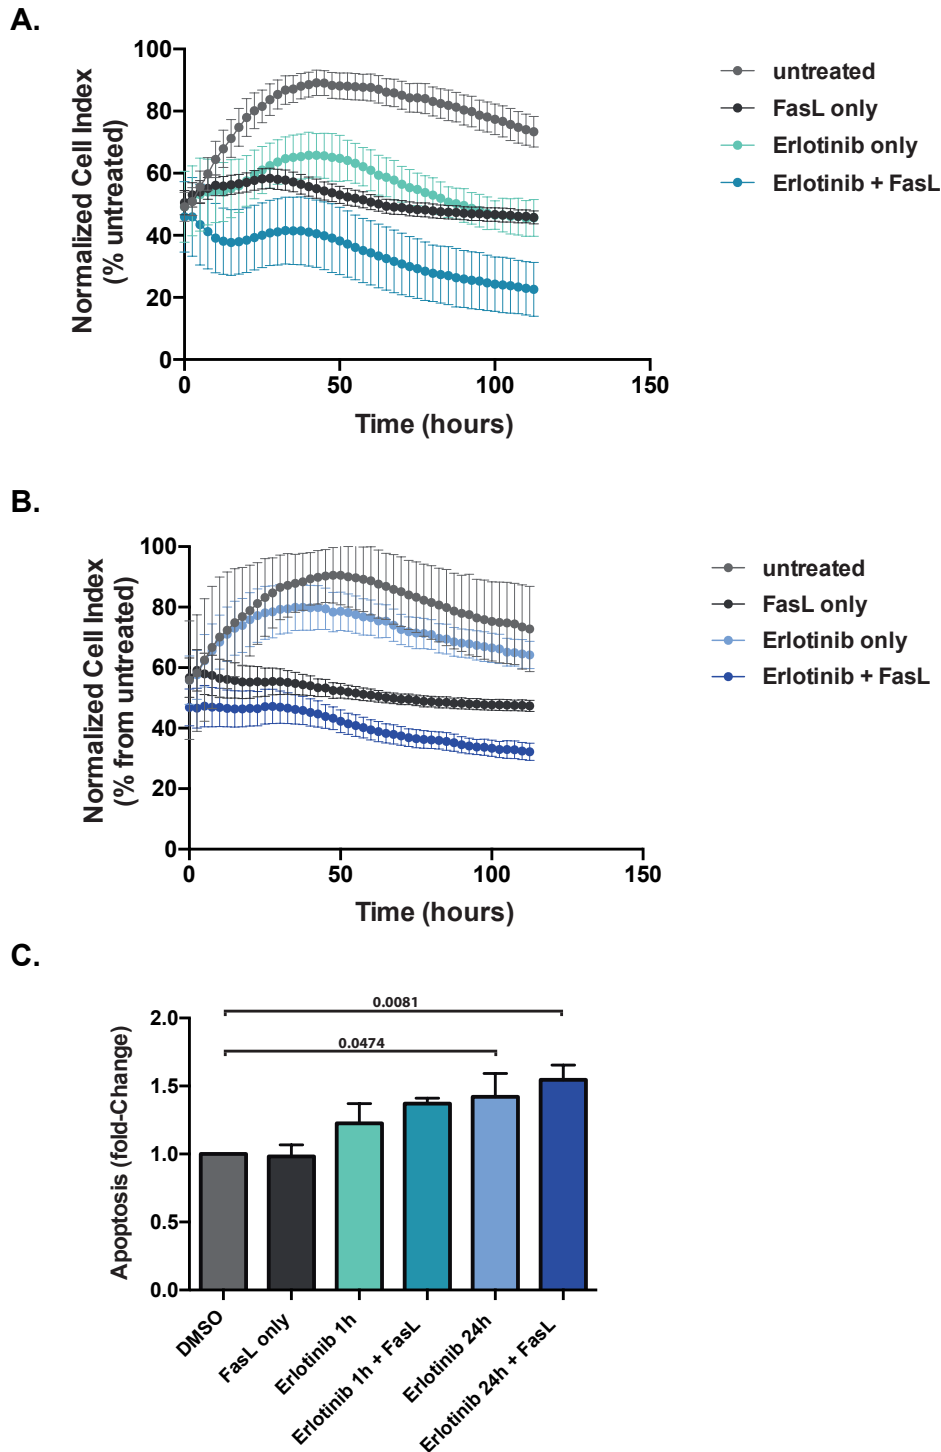 A.
Normalized Cell Index
(% untreated)
100
80
60
40
20
0
0
50
100
150
Time (hours)
untreated
FasL only
Erlotinib only
Erlotinib + FasL
B.
Normalized Cell Index
(% from untreated)
100
80
60
40
20
0
0
50
100
150
Time (hours)
untreated
FasL only
Erlotinib only
Erlotinib + FasL
C.
Apoptosis (fold-Change)
2.0
1.5
1.0
0.5
0.0
0.0081
0.0474
DMSO
FasL only
Erlotinib 1h
Erlotinib 1h + FasL
Erlotinib 24h
Erlotinib 24h + FasL